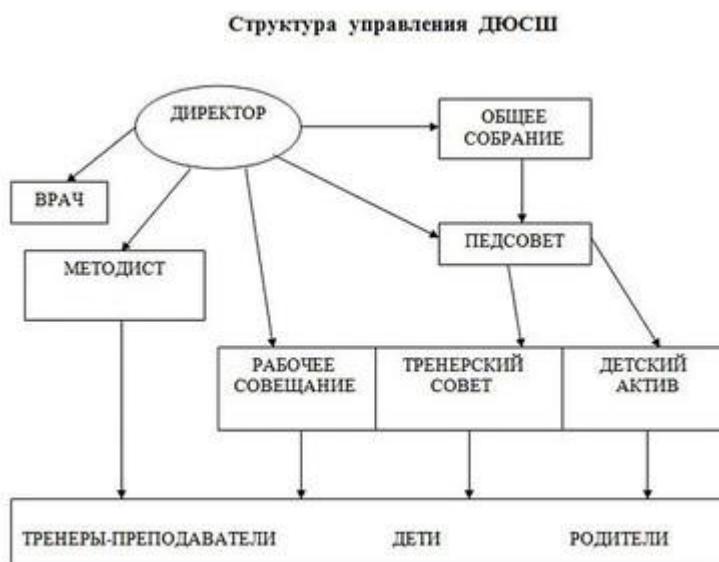 Структура управления ДЮСШ
ДИРЕКТОР
ОБЩЕЕ
СОБРАНИЕ
ВРАЧ
ПЕДСОВЕТ
МЕТОДИСТ
РАБОЧЕЕ
СОВЕЩАНИЕ
ТРЕНЕРСКИЙ
СОВЕТ
ДЕТСКИЙ
АКТИВ
ТРЕНЕРЫ-ПРЕПОДАВАТЕЛИ ДЕТИ РОДИТЕЛИ